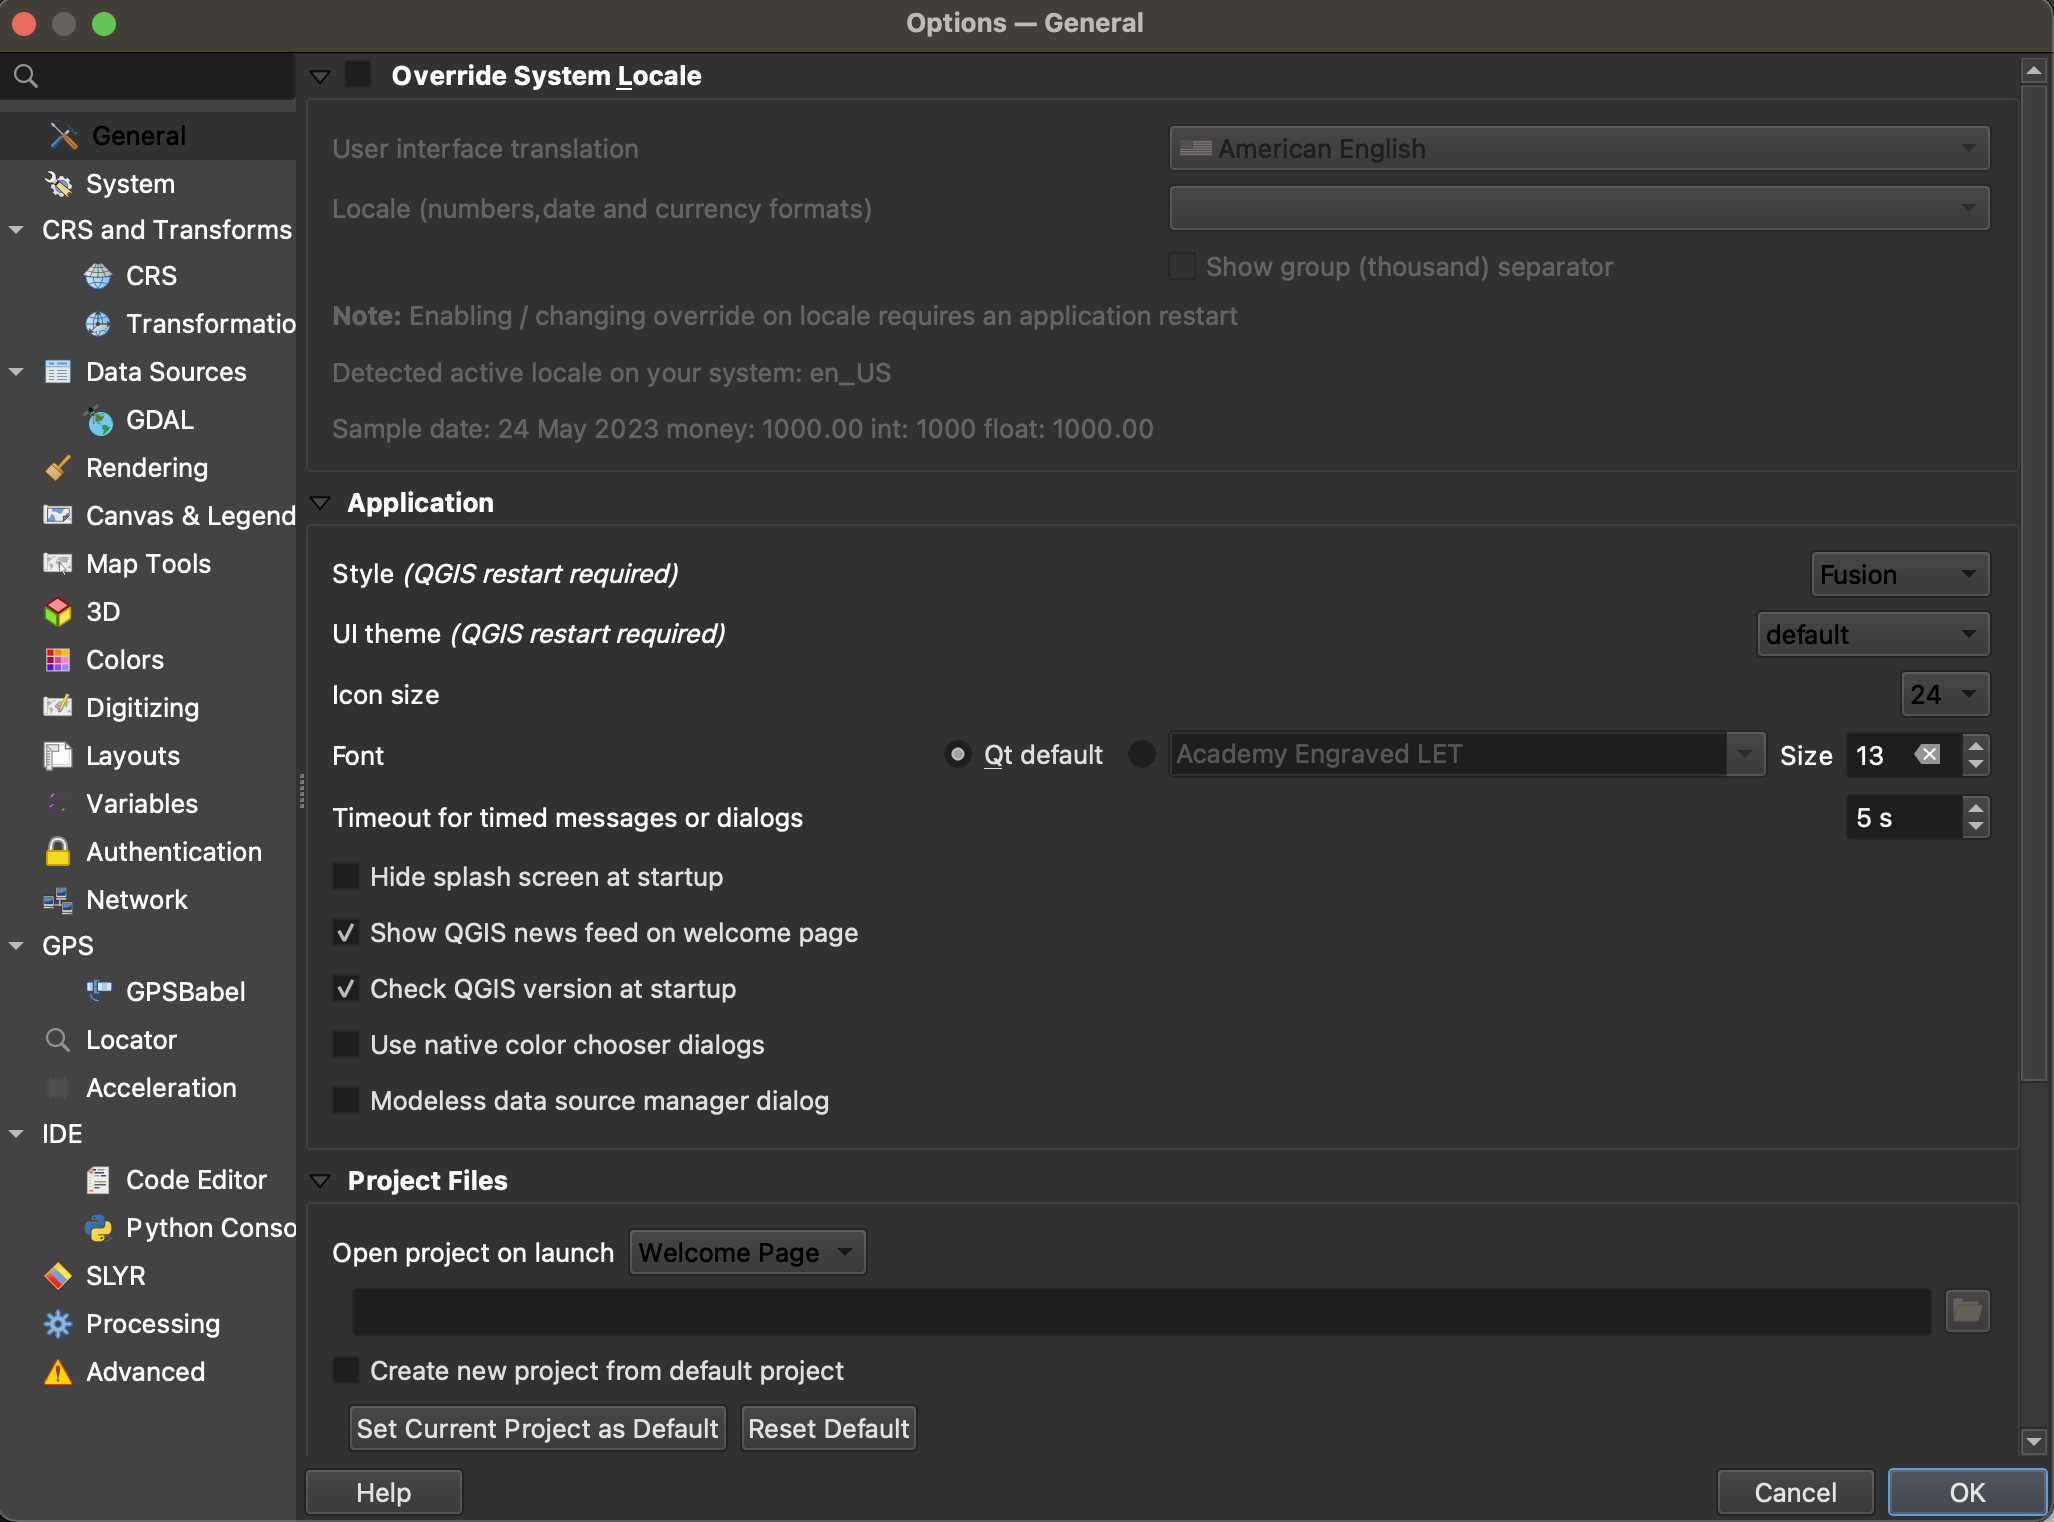 Options — General
General
System
CRS and Transforms
CRS
Transformatio
Data Sources
GDAL
Rendering
Canvas & Legend
Map Tools
3D
Colors
Digitizing
Layouts
Variables
Authentication
Network
GPS
GPSBabel
Locator
Acceleration
IDE
Code Editor
Python Conso
SLYR
Processing
Advanced
Override System Locale
User interface translation American English
Locale (numbers,date and currency formats)
Show group (thousand) separator
Note: Enabling / changing override on locale requires an application restart
Detected active locale on your system: en_US
Sample date: 24 May 2023 money: 1000.00 int: 1000 float: 1000.00
Application
Style (QGIS restart required) Fusion
UI theme (QGIS restart required) default
Icon size 24
Font Qt default Academy Engraved LET Size 13
Timeout for timed messages or dialogs 5 s
Hide splash screen at startup
Show QGIS news feed on welcome page
Check QGIS version at startup
Use native color chooser dialogs
Modeless data source manager dialog
Project Files
Open project on launch Welcome Page
Create new project from default project
Set Current Project as Default Reset Default
Help Cancel OK